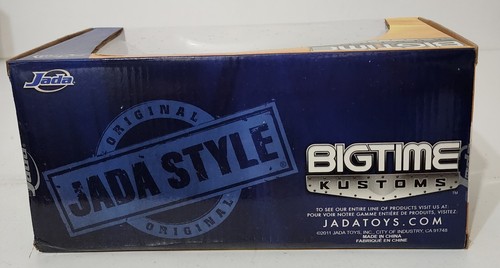 BIGTIME
Jada
ORIGINAL
JADA STYLE®
ORIGINAL
BIGTIME
KUSTOMS™
TO SEE OUR ENTIRE LINE OF PRODUCTS VISIT US AT
POUR VOIR NOTRE GAMME ENTIÈRE DE PRODUITS, VISITEZ:
JADATOYS.COM
©2011 JADA TOYS, INC., CITY OF INDUSTRY, CA 91748
MADE IN CHINA
FABRIQUÉ EN CHINE